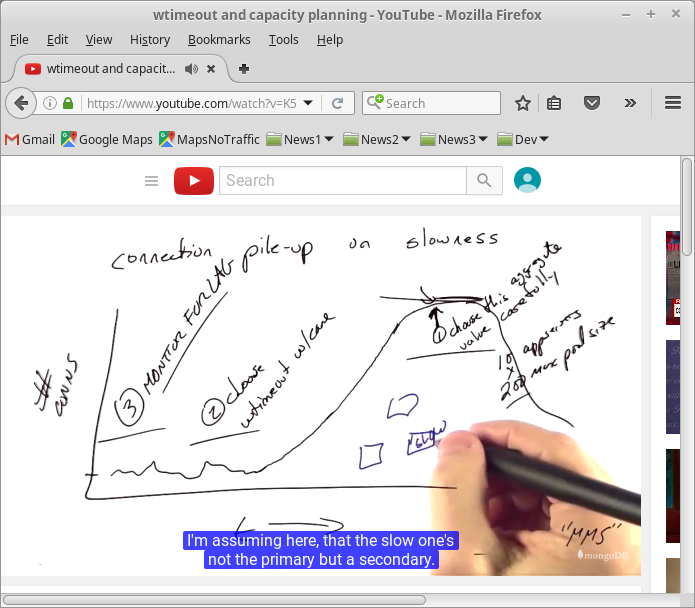 wtimeout and capacity planning - YouTube - Mozilla Firefox
File Edit View History Bookmarks Tools Help
wtimeout and capacit...
https://www.youtube.com/watch?v=K5
Search
Gmail Google Maps MapsNoTraffic News1 News2 News3 Dev
Search
connection pile-up on slowness
# conns
3 MONITOR FOR LAG
2 choose
wtimeout w/care
1 choose this aggregate
value carefully
10 appservers
x
200 max pool size
slow
"MMS"
mongoDB
I'm assuming here, that the slow one's
not the primary but a secondary.